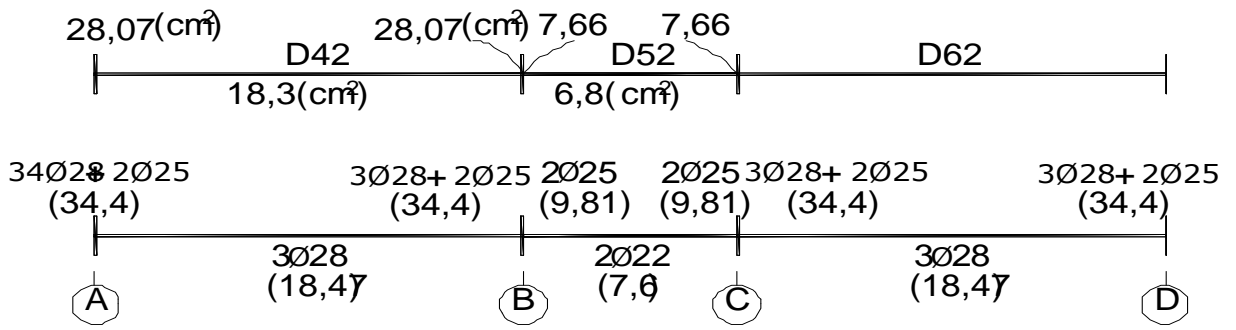 28,07(cm²) 28,07(cm²) 7,66 7,66
D42 D52 D62
18,3(cm²) 6,8(cm²)
3Ø28+ 2Ø25 2Ø25 2Ø25 3Ø28+ 2Ø25 3Ø28+ 2Ø25
(34,4) (34,4) (9,81) (9,81) (34,4) (34,4)
3Ø28 2Ø22 3Ø28
(18,47) (7,6) (18,47)
A B C D